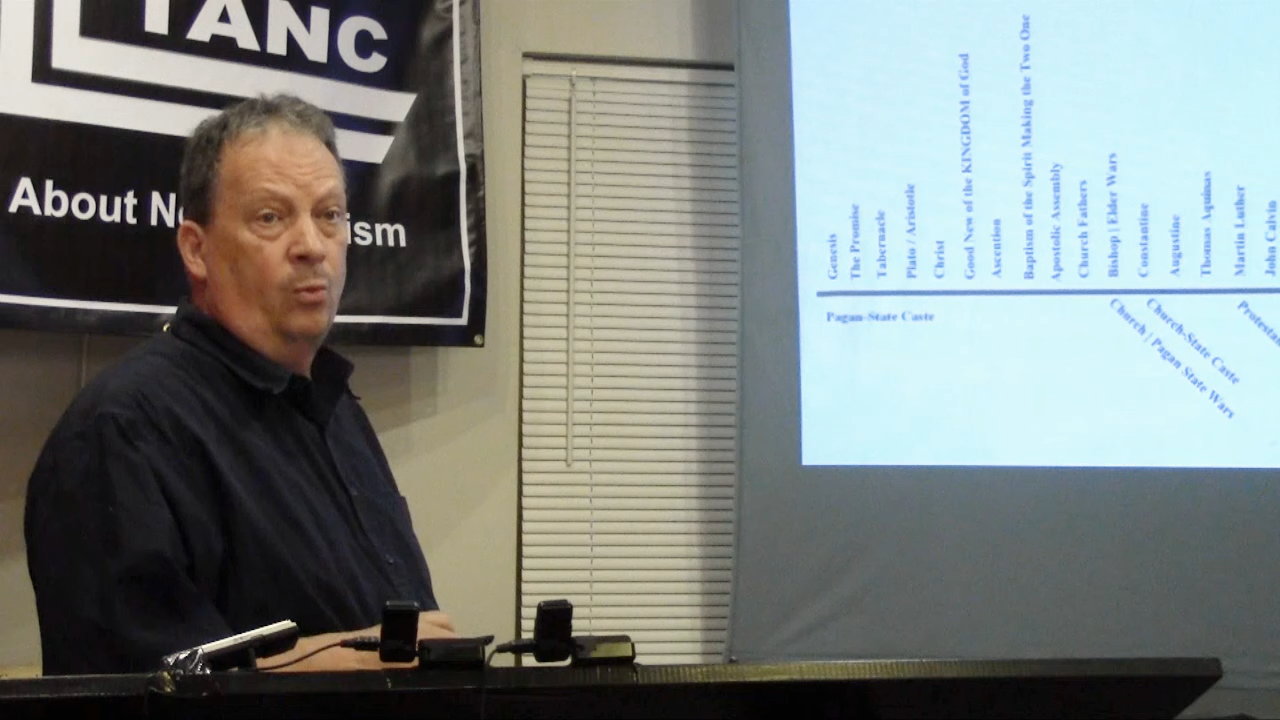 TANC
About Ne
ism
Genesis
The Promise
Tabernacle
Plato / Aristotle
Christ
Good New of the KINGDOM of God
Ascention
Baptism of the Spirit Making the Two One
Apostolic Assembly
Church Fathers
Bishop | Elder Wars
Constantine
Augustine
Thomas Aquinas
Martin Luther
John Calvin
Pagan-State Caste
Church | Pagan State Wars
Church-State Caste